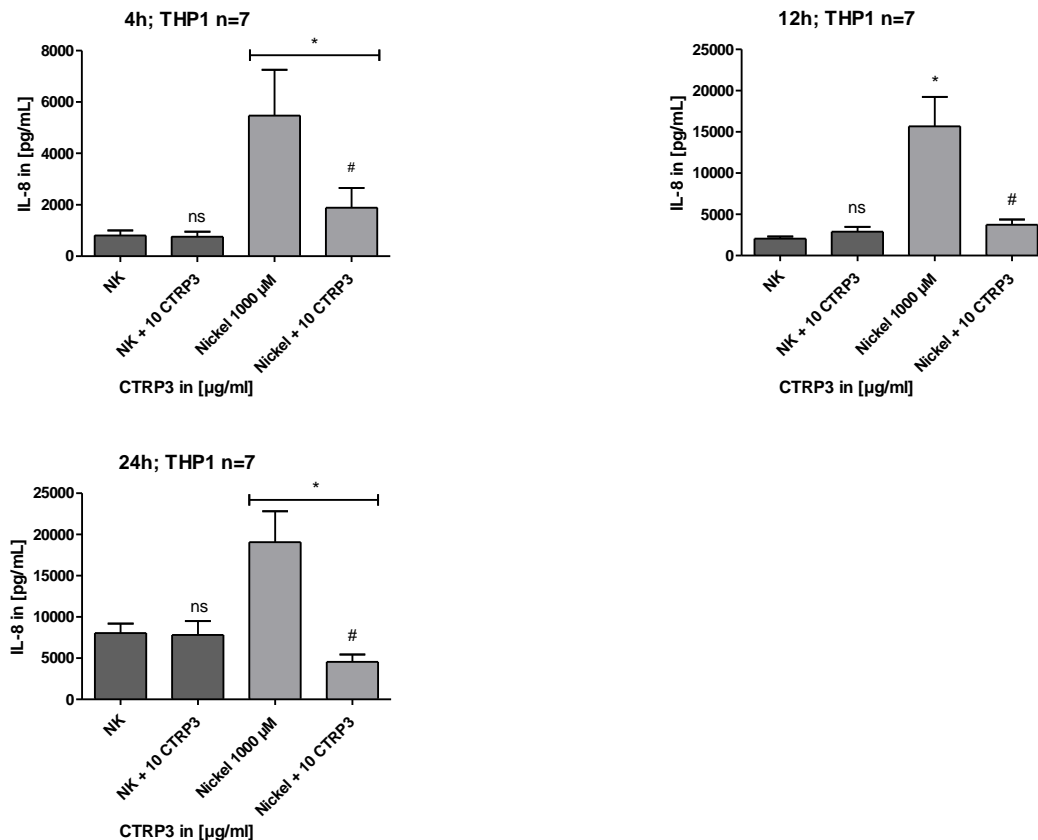 4h; THP1 n=7
IL-8 in [pg/mL]
8000
6000
4000
2000
0
*
ns
#
NK
NK + 10 CTRP3
Nickel 1000 µM
Nickel + 10 CTRP3
CTRP3 in [µg/ml]
12h; THP1 n=7
IL-8 in [pg/mL]
25000
20000
15000
10000
5000
0
ns
*
#
NK
NK + 10 CTRP3
Nickel 1000 µM
Nickel + 10 CTRP3
CTRP3 in [µg/ml]
24h; THP1 n=7
IL-8 in [pg/mL]
25000
20000
15000
10000
5000
0
*
ns
#
NK
NK + 10 CTRP3
Nickel 1000 µM
Nickel + 10 CTRP3
CTRP3 in [µg/ml]